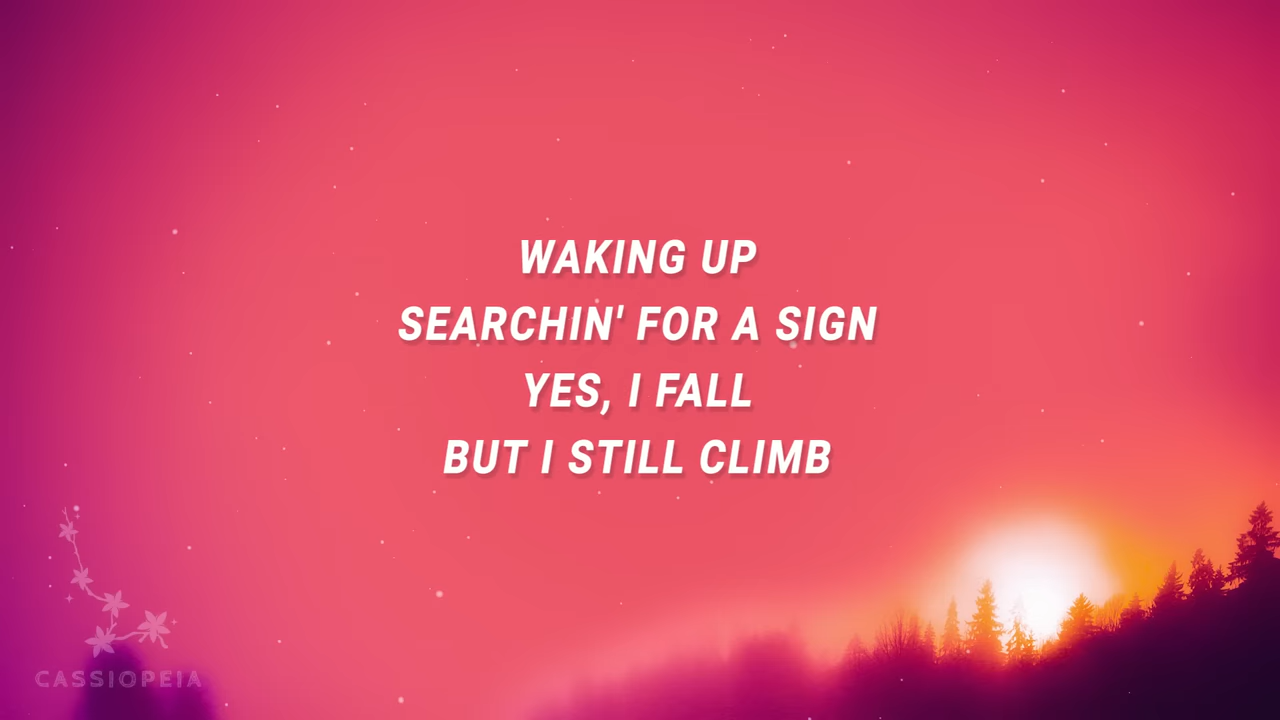 WAKING UP
SEARCHIN' FOR A SIGN
YES, I FALL
BUT I STILL CLIMB
CASSIOPEIA